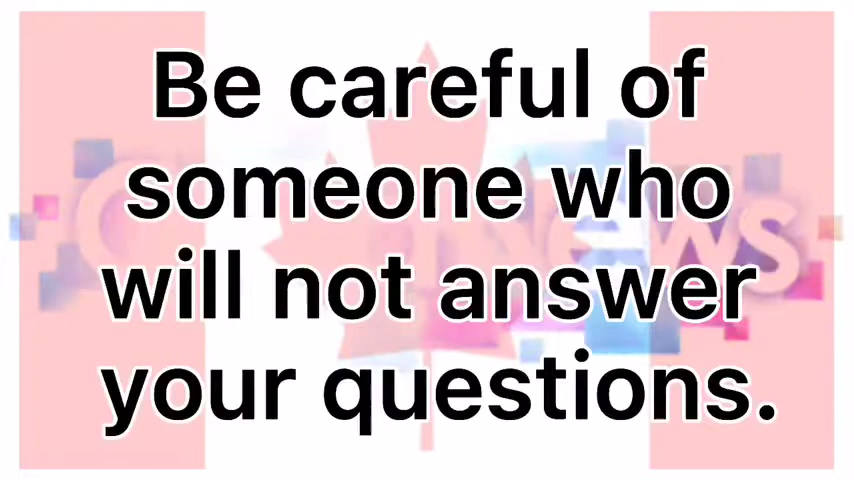 Be careful of
someone who
will not answer
your questions.